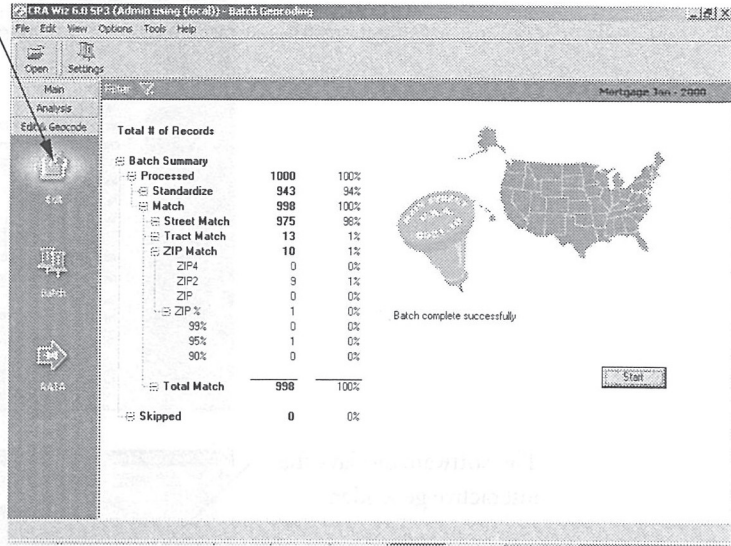 CRA Wiz 6.0 SP3 (Admin using (local)) - Batch Geocoding
File Edit View Options Tools Help
Open Settings
Main
Analysis
Edit & Geocode
Edit
Batch
Filter
Mortgage Jan - 2000
Total # of Records
Batch Summary
Processed 1000 100%
Standardize 943 94%
Match 998 100%
Street Match 975 98%
Tract Match 13 1%
ZIP Match 10 1%
ZIP4 0 0%
ZIP2 9 1%
ZIP 0 0%
ZIP % 1 0%
99% 0 0%
95% 1 0%
90% 0 0%
Total Match 998 100%
Skipped 0 0%
Batch complete successfully
Start